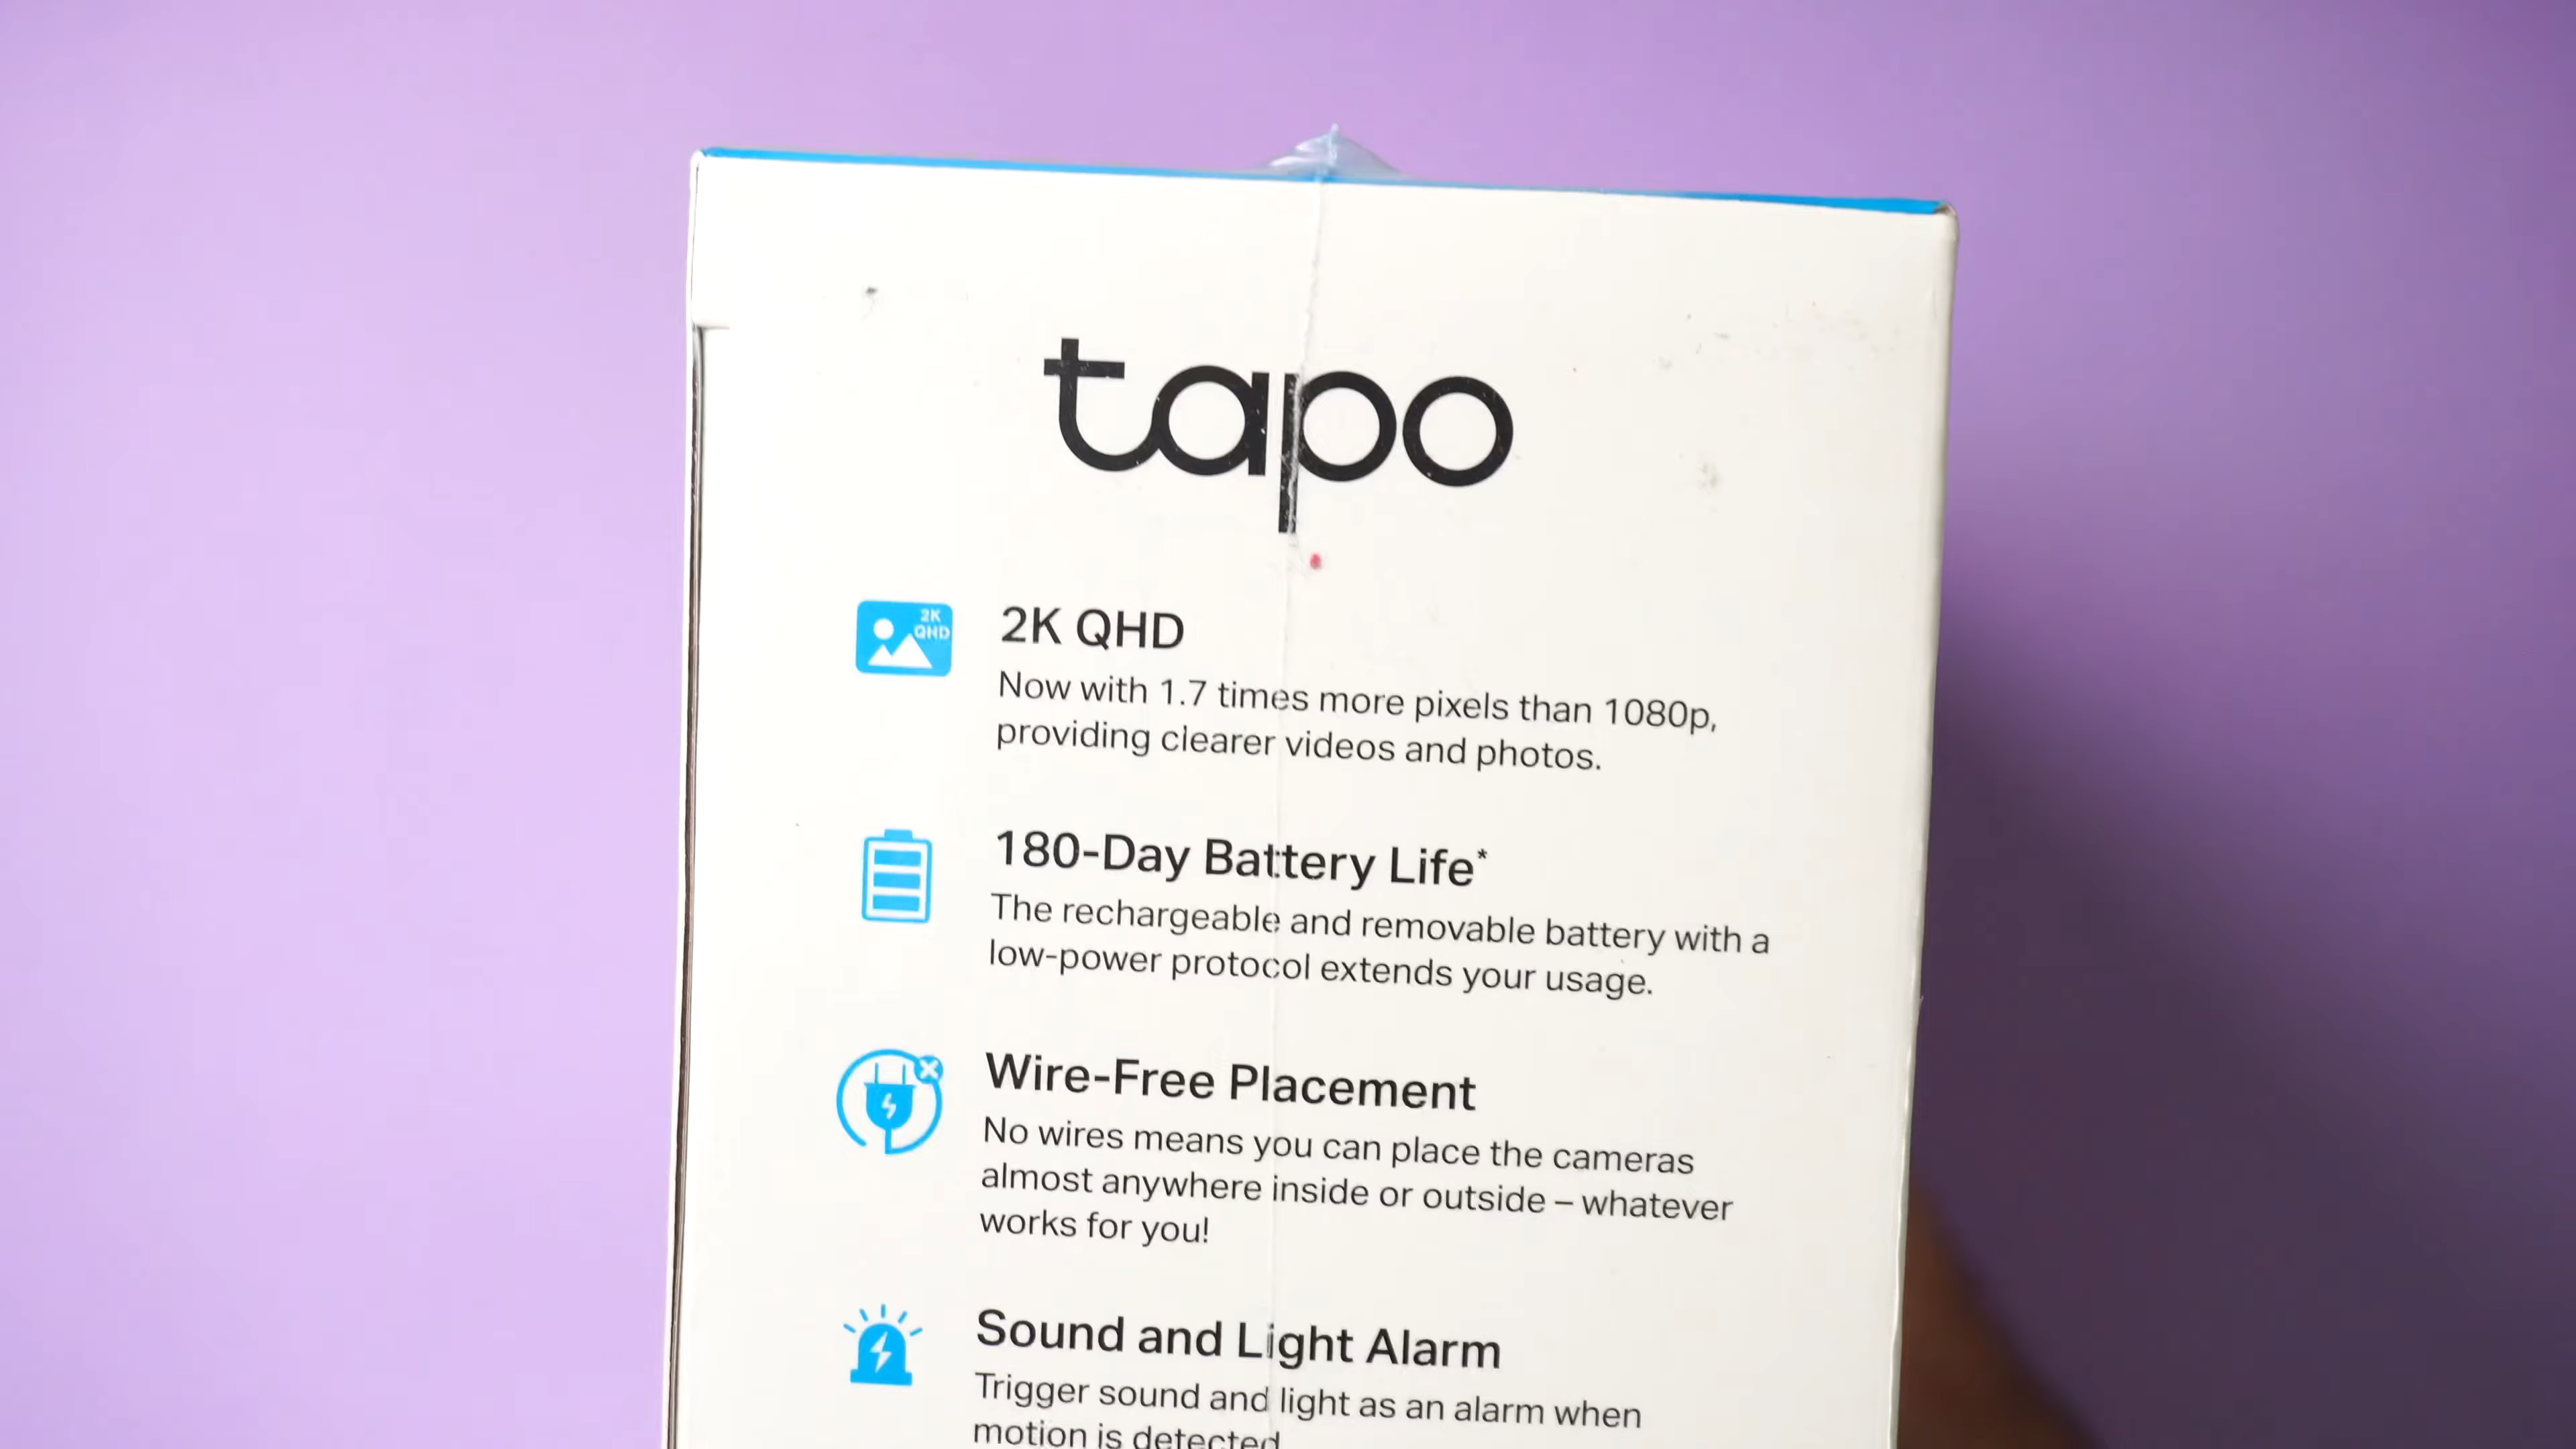 tapo
2K
QHD
2K QHD
Now with 1.7 times more pixels than 1080p,
providing clearer videos and photos.
180-Day Battery Life*
The rechargeable and removable battery with a
low-power protocol extends your usage.
Wire-Free Placement
No wires means you can place the cameras
almost anywhere inside or outside – whatever
works for you!
Sound and Light Alarm
Trigger sound and light as an alarm when
motion is detected